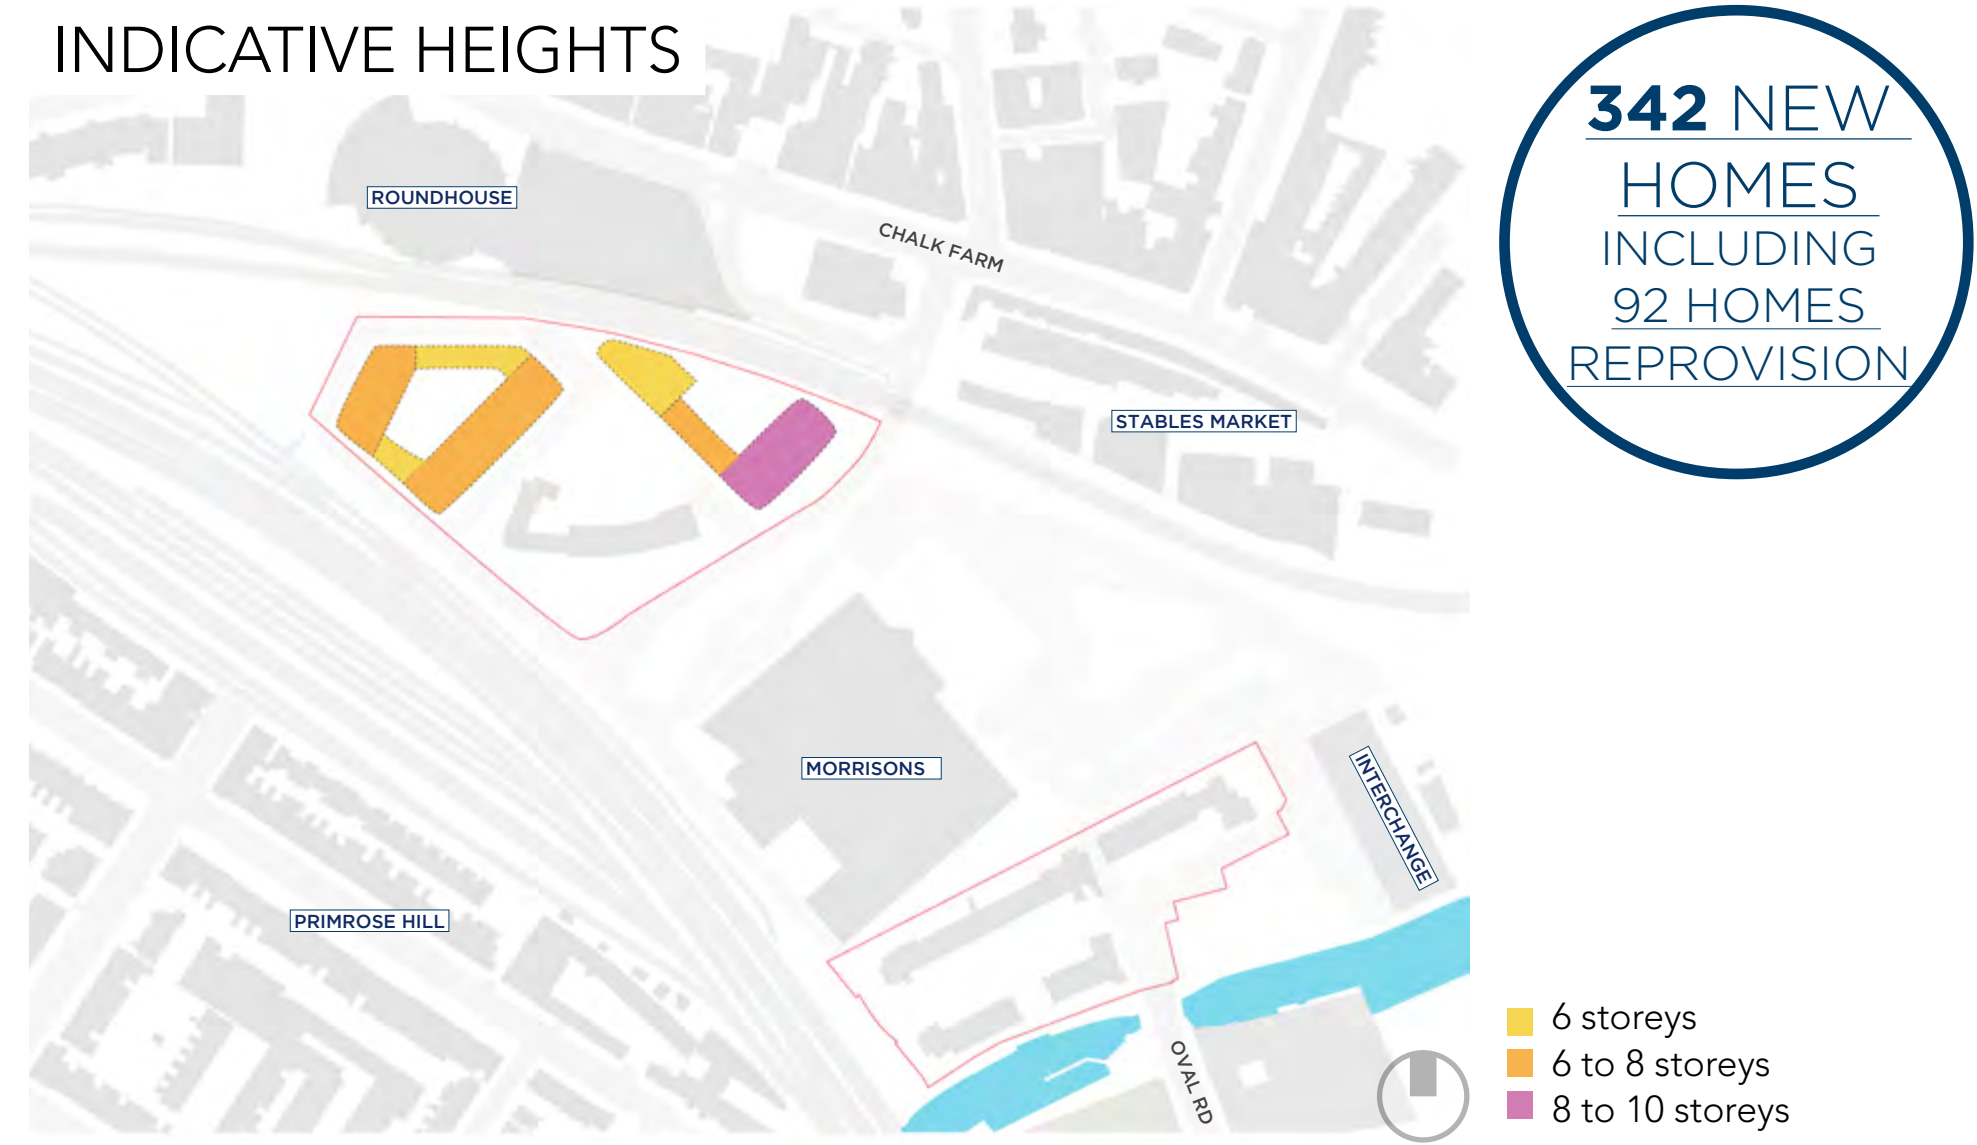 INDICATIVE HEIGHTS
342 NEW
HOMES
INCLUDING
92 HOMES
REPROVISION
ROUNDHOUSE
CHALK FARM
STABLES MARKET
MORRISONS
INTERCHANGE
PRIMROSE HILL
OVAL RD
6 storeys
6 to 8 storeys
8 to 10 storeys